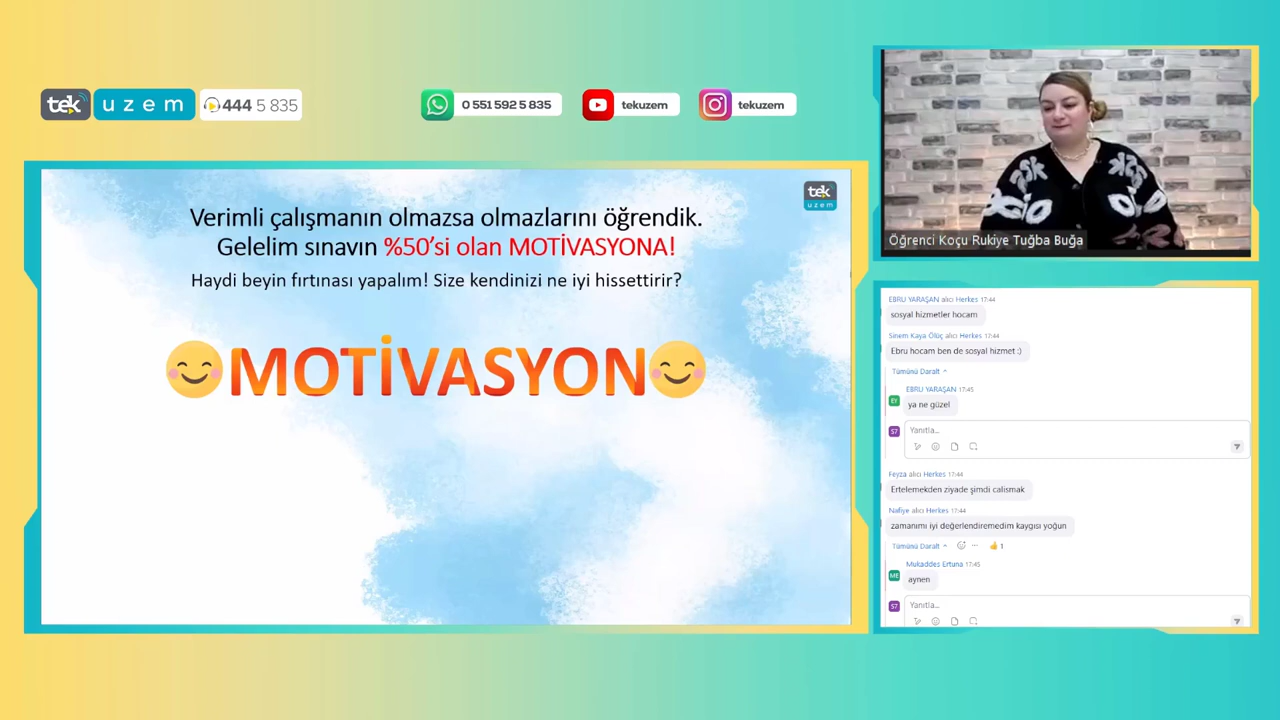 tek uzem 444 5 835
0 551 592 5 835
tekuzem
tekuzem
tek
uzem
Verimli çalışmanın olmazsa olmazlarını öğrendik.
Gelelim sınavın %50'si olan MOTİVASYONA!
Haydi beyin fırtınası yapalım! Size kendinizi ne iyi hissettirir?
MOTİVASYON
Öğrenci Koçu Rukiye Tuğba Buğa
EBRU YARAŞAN alıcı Herkes 17:44
sosyal hizmetler hocam
Sinem Kaya Ölüç alıcı Herkes 17:44
Ebru hocam ben de sosyal hizmet :)
Tümünü Daralt
EBRU YARAŞAN 17:45
EY ya ne güzel
S7 Yanıtla...
Feyza alıcı Herkes 17:44
Ertelemekden ziyade şimdi calismak
Nafiye alıcı Herkes 17:44
zamanımı iyi değerlendiremedim kaygısı yoğun
Tümünü Daralt 1
Mukaddes Ertuna 17:45
ME aynen
S7 Yanıtla...